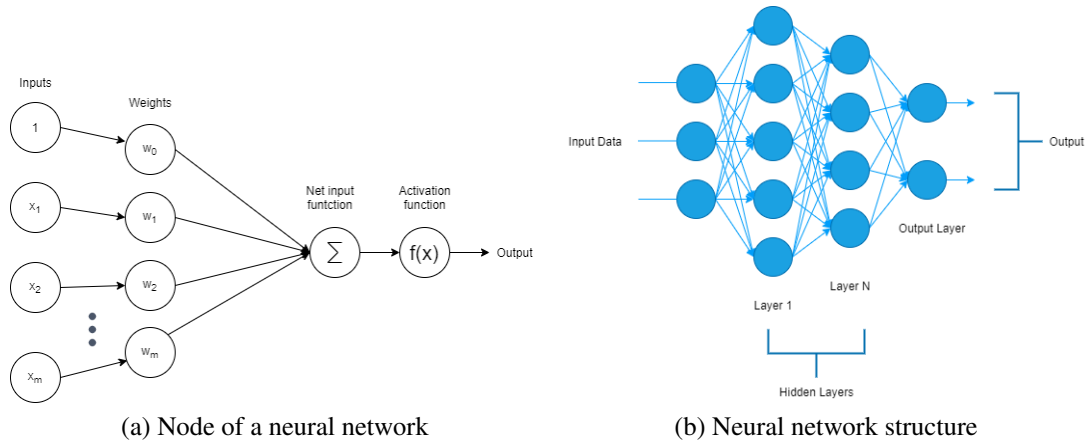 Inputs
Weights
1
w0
x1
w1
x2
w2
xm
wm
Net input
funtction
Σ
Activation
function
f(x)
Output
(a) Node of a neural network
Input Data
Layer 1
Layer N
Output Layer
Output
Hidden Layers
(b) Neural network structure